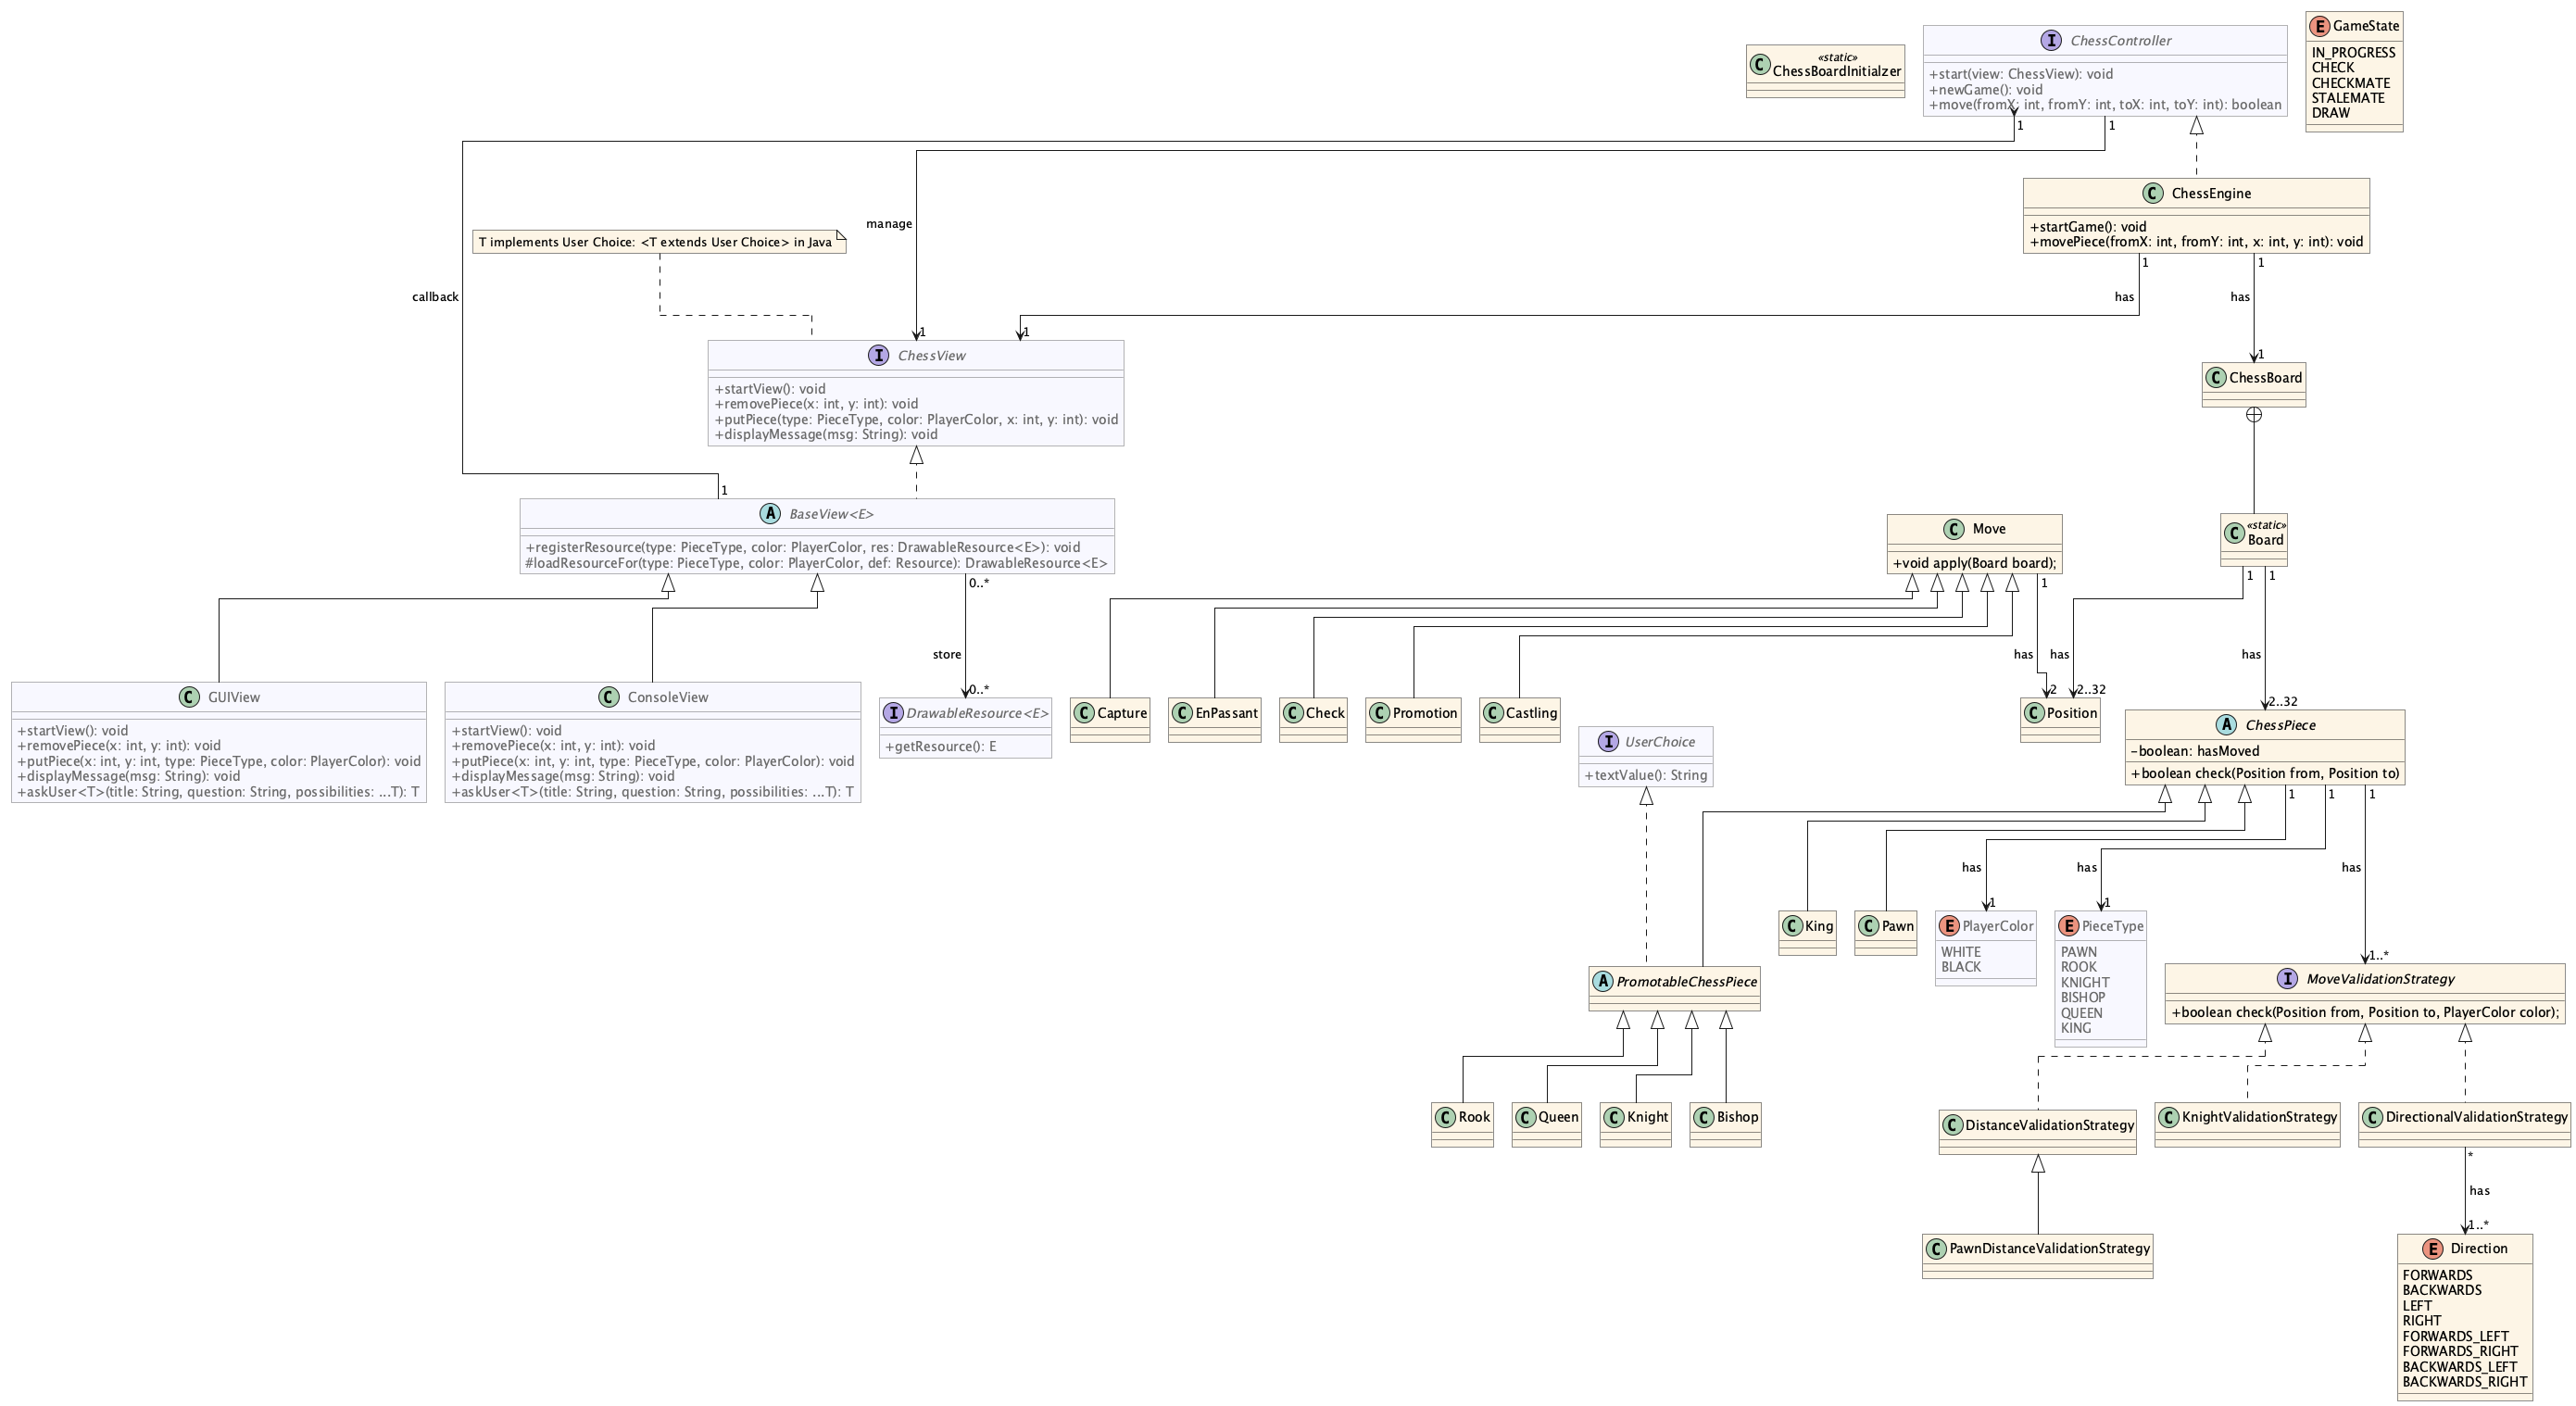 E GameState
IN_PROGRESS
CHECK
CHECKMATE
STALEMATE
DRAW
I ChessController
+start(view: ChessView): void
+newGame(): void
+move(fromX: int, fromY: int, toX: int, toY: int): boolean
«static»
C ChessBoardInitialzer
1
1
C ChessEngine
+startGame(): void
+movePiece(fromX: int, fromY: int, x: int, y: int): void
manage
T implements User Choice: <T extends User Choice> in Java
1
1
callback
has
has
1
1
1
I ChessView
+startView(): void
+removePiece(x: int, y: int): void
+putPiece(type: PieceType, color: PlayerColor, x: int, y: int): void
+displayMessage(msg: String): void
C ChessBoard
1
A BaseView<E>
+registerResource(type: PieceType, color: PlayerColor, res: DrawableResource<E>): void
#loadResourceFor(type: PieceType, color: PlayerColor, def: Resource): DrawableResource<E>
C Move
+void apply(Board board);
«static»
C Board
0..*
1
1
1
store
has
has
has
0..*
2
2..32
2..32
C GUIView
+startView(): void
+removePiece(x: int, y: int): void
+putPiece(x: int, y: int, type: PieceType, color: PlayerColor): void
+displayMessage(msg: String): void
+askUser<T>(title: String, question: String, possibilities: ...T): T
C ConsoleView
+startView(): void
+removePiece(x: int, y: int): void
+putPiece(x: int, y: int, type: PieceType, color: PlayerColor): void
+displayMessage(msg: String): void
+askUser<T>(title: String, question: String, possibilities: ...T): T
I DrawableResource<E>
+getResource(): E
C Capture
C EnPassant
C Check
C Promotion
C Castling
I UserChoice
+textValue(): String
C Position
A ChessPiece
-boolean: hasMoved
+boolean check(Position from, Position to)
1
1
1
has
has
has
1
1
1..*
C King
C Pawn
E PlayerColor
WHITE
BLACK
E PieceType
PAWN
ROOK
KNIGHT
BISHOP
QUEEN
KING
A PromotableChessPiece
I MoveValidationStrategy
+boolean check(Position from, Position to, PlayerColor color);
C Rook
C Queen
C Knight
C Bishop
C DistanceValidationStrategy
C KnightValidationStrategy
C DirectionalValidationStrategy
*
has
1..*
C PawnDistanceValidationStrategy
E Direction
FORWARDS
BACKWARDS
LEFT
RIGHT
FORWARDS_LEFT
FORWARDS_RIGHT
BACKWARDS_LEFT
BACKWARDS_RIGHT